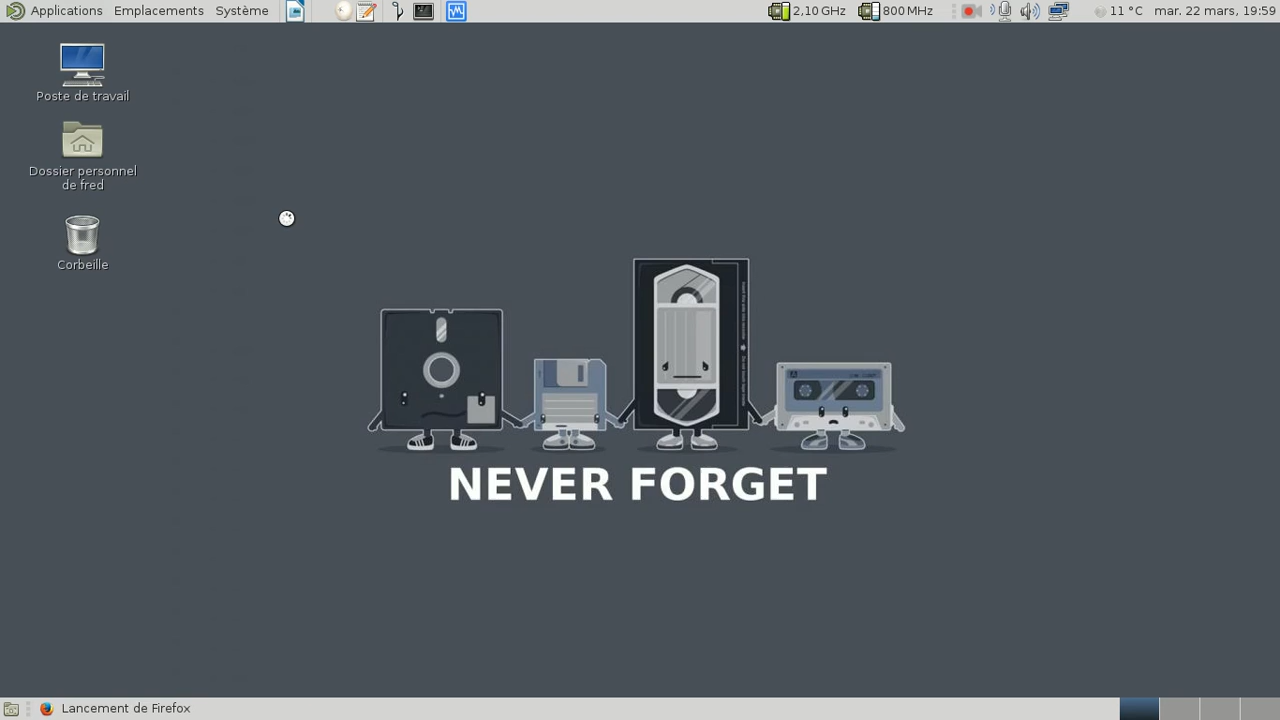 Applications Emplacements Système 2,10 GHz 800 MHz 11 °C mar. 22 mars, 19:59
Poste de travail
Dossier personnel
de fred
Corbeille
NEVER FORGET
Lancement de Firefox